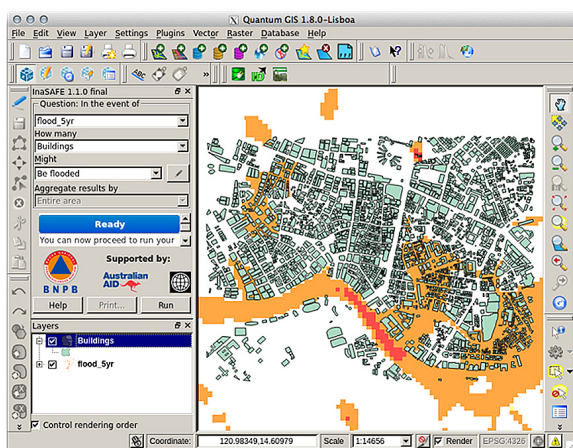 Quantum GIS 1.8.0-Lisboa
File Edit View Layer Settings Plugins Vector Raster Database Help
InaSAFE 1.1.0 final
Question: In the event of
flood_5yr
How many
Buildings
Might
Be flooded
Aggregate results by
Entire area
Ready
You can now proceed to run your
Supported by:
BNPB
Australian
AID
Help Print... Run
Layers
Buildings
flood_5yr
Control rendering order
Coordinate: 120.98349,14.60979 Scale 1:14656 Render EPSG:4326